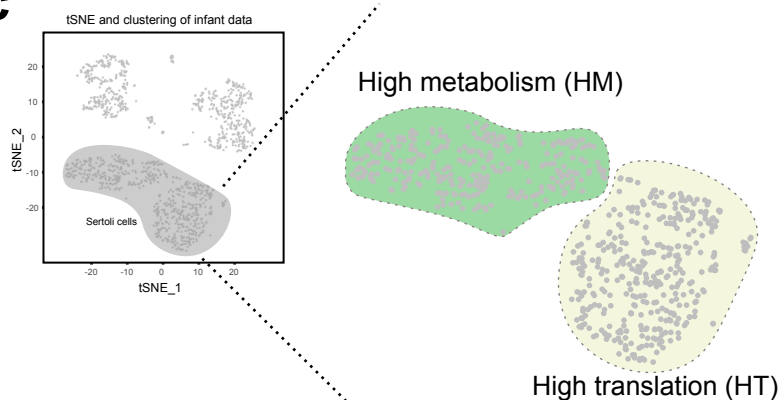 tSNE and clustering of infant data
High metabolism (HM)
20
10
0
-10
-20
tSNE_2
Sertoli cells
-20
-10
0
10
20
tSNE_1
High translation (HT)